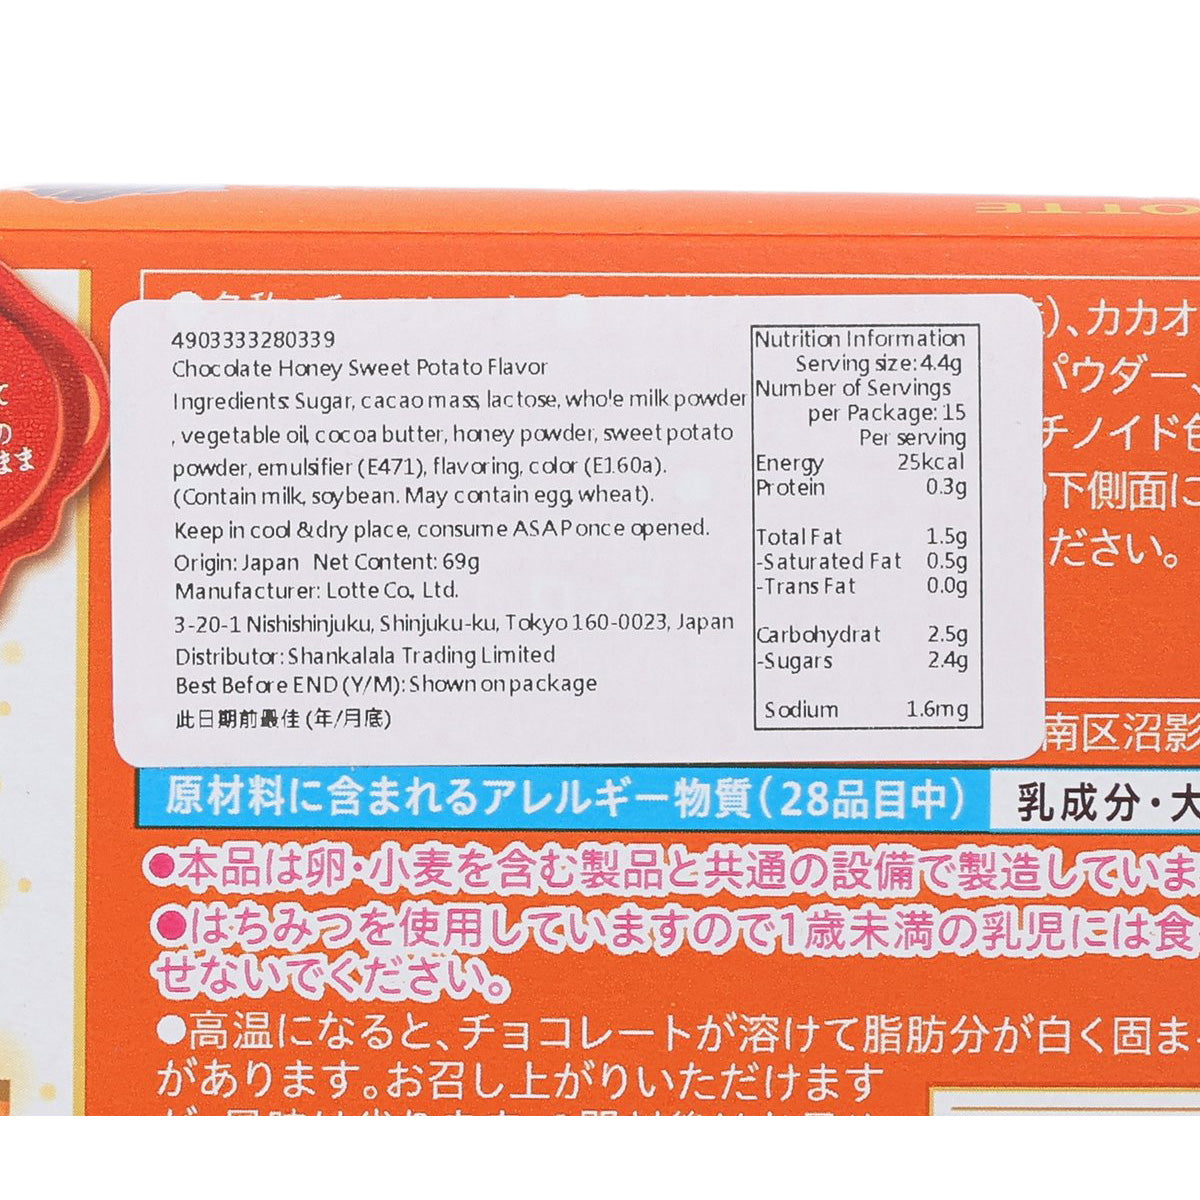 OTTE
4903333280339
Chocolate Honey Sweet Potato Flavor
Ingredients: Sugar, cacao mass, lactose, whole milk powder
, vegetable oil, cocoa butter, honey powder, sweet potato
powder, emulsifier (E471), flavoring, color (E160a).
(Contain milk, soybean. May contain egg, wheat).
Keep in cool & dry place, consume ASAP once opened.
Origin: Japan Net Content: 69g
Manufacturer: Lotte Co., Ltd.
3-20-1 Nishishinjuku, Shinjuku-ku, Tokyo 160-0023, Japan
Distributor: Shankalala Trading Limited
Best Before END (Y/M): Shown on package
此日期前最佳 (年/月底)
Nutrition Information
Serving size: 4.4g
Number of Servings
per Package: 15
Per serving
Energy 25kcal
Protein 0.3g
Total Fat 1.5g
-Saturated Fat 0.5g
-Trans Fat 0.0g
Carbohydrat 2.5g
-Sugars 2.4g
Sodium 1.6mg
)、カカオ
パウダー、
チノイド色
下側面に
ださい。
南区沼影
て
の
まま
原材料に含まれるアレルギー物質(28品目中) 乳成分・大
●本品は卵・小麦を含む製品と共通の設備で製造していま
●はちみつを使用していますので1歳未満の乳児には食
せないでください。
●高温になると、チョコレートが溶けて脂肪分が白く固ま
があります。お召し上がりいただけます